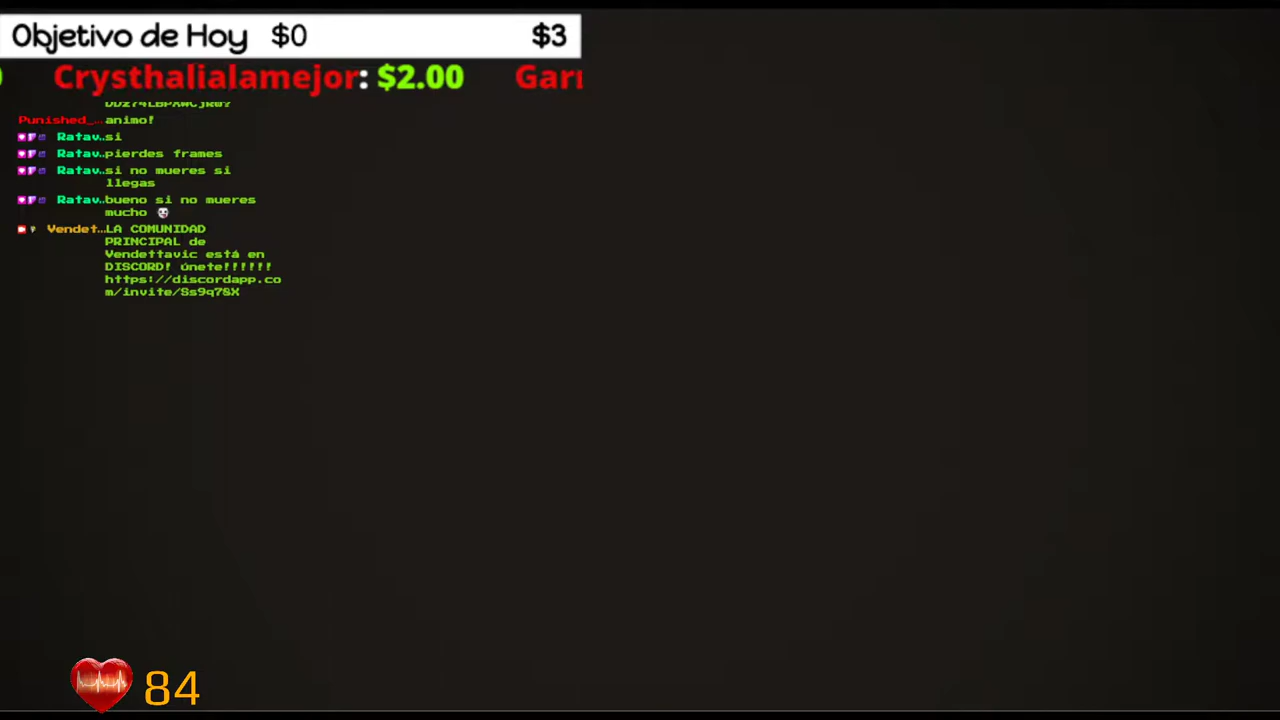 Objetivo de Hoy $0 $3
Crysthalialamejor: $2.00
Punished_... animo!
Ratav.. si
Ratav.. pierdes frames
Ratav.. si no mueres si
llegas
Ratav.. bueno si no mueres
mucho
Vendet... LA COMUNIDAD
PRINCIPAL de
Vendettavic está en
DISCORD! únete!!!!!!
https://discordapp.co
m/invite/Ss9q78X
84